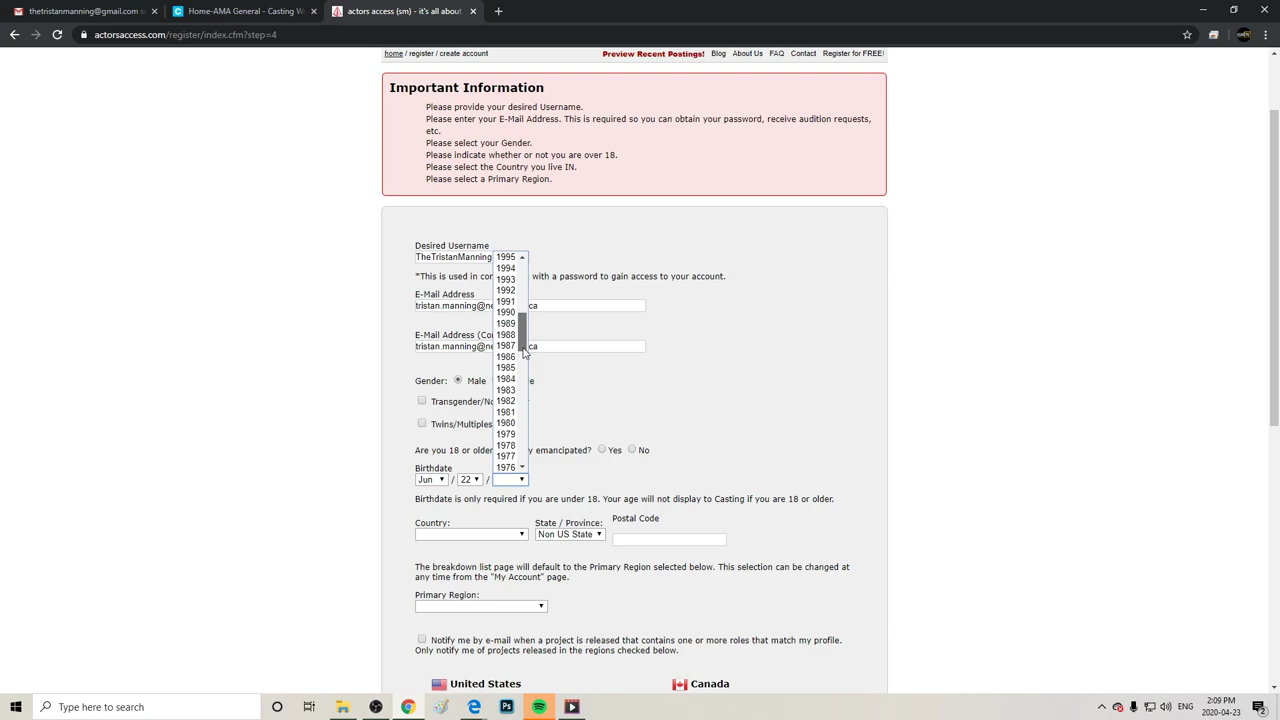 thetristanmanning@gmail.com
Home-AMA General - Casting W
actors access (sm) - it's all about
actorsaccess.com/register/index.cfm?step=4
home / register / create account
Preview Recent Postings! Blog About Us FAQ Contact Register for FREE!
Important Information
Please provide your desired Username.
Please enter your E-Mail Address. This is required so you can obtain your password, receive audition requests,
etc.
Please select your Gender.
Please indicate whether or not you are over 18.
Please select the Country you live IN.
Please select a Primary Region.
Desired Username
TheTristanManning
*This is used in con with a password to gain access to your account.
E-Mail Address
tristan.manning@ne ca
E-Mail Address (Co
tristan.manning@ne ca
Gender: Male
Transgender/No
Twins/Multiples
Are you 18 or older y emancipated? Yes No
Birthdate
Jun / 22 /
1995
1994
1993
1992
1991
1990
1989
1988
1987
1986
1985
1984
1983
1982
1981
1980
1979
1978
1977
1976
Birthdate is only required if you are under 18. Your age will not display to Casting if you are 18 or older.
Country: State / Province: Postal Code
Non US State
The breakdown list page will default to the Primary Region selected below. This selection can be changed at
any time from the "My Account" page.
Primary Region:
Notify me by e-mail when a project is released that contains one or more roles that match my profile.
Only notify me of projects released in the regions checked below.
United States Canada
Type here to search
ENG
2:09 PM
2020-04-23